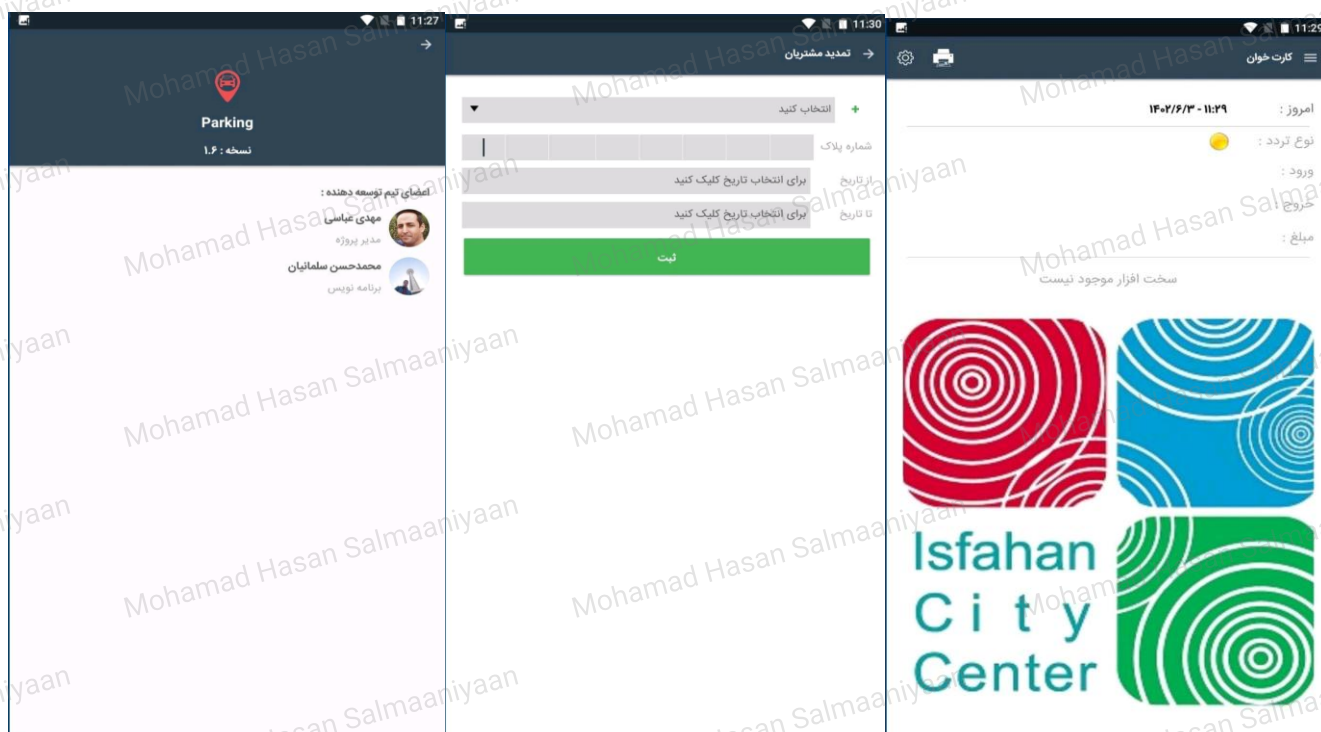 11:27
Parking
نسخه : ۱.۶
اعضای تیم توسعه دهنده :
مهدی عباسی
مدیر پروژه
محمدحسن سلمانیان
برنامه نویس
11:30
تمدید مشتریان
انتخاب کنید
شماره پلاک
از تاریخ
برای انتخاب تاریخ کلیک کنید
تا تاریخ
برای انتخاب تاریخ کلیک کنید
ثبت
11:29
کارت خوان
امروز :
۱۴۰۲/۶/۳ - ۱۱:۲۹
نوع تردد :
ورود :
خروج :
مبلغ :
سخت افزار موجود نیست
Isfahan
City
Center
Mohamad Hasan Salmaaniyaan